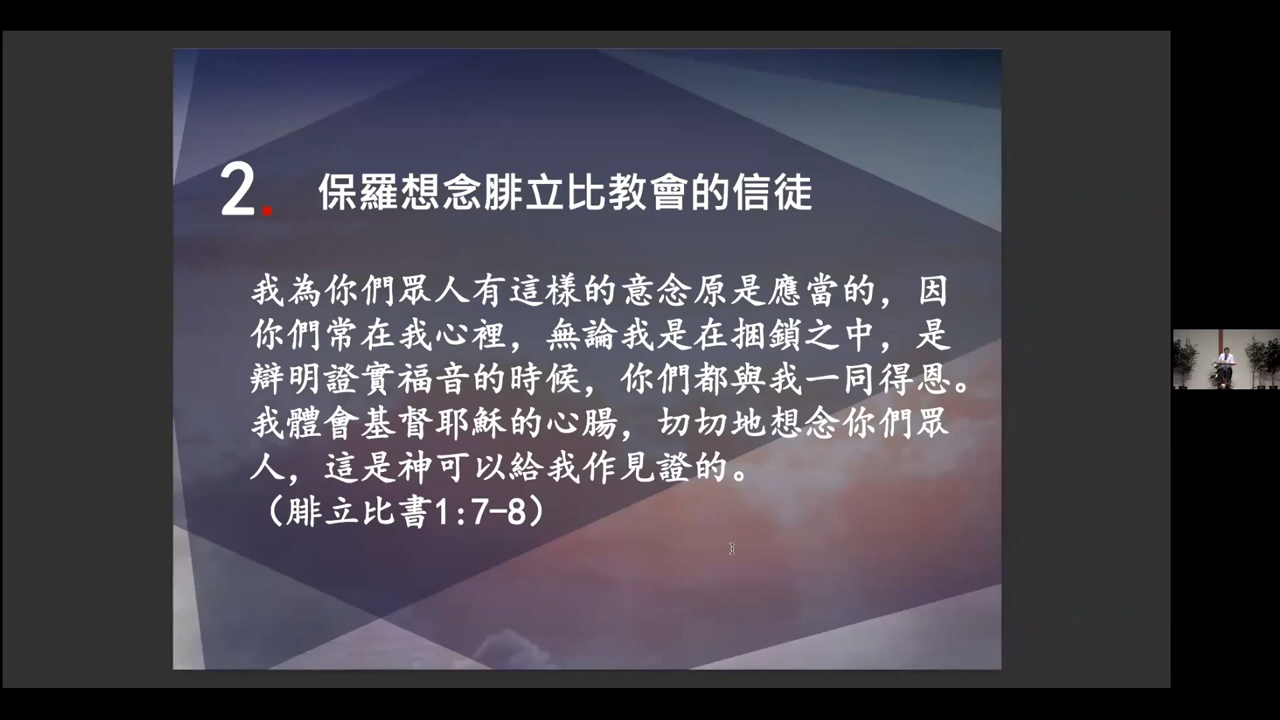 2. 保羅想念腓立比教會的信徒
我為你們眾人有這樣的意念原是應當的，因
你們常在我心裡，無論我是在捆鎖之中，是
辯明證實福音的時候，你們都與我一同得恩。
我體會基督耶穌的心腸，切切地想念你們眾
人，這是神可以給我作見證的。
（腓立比書1:7-8）